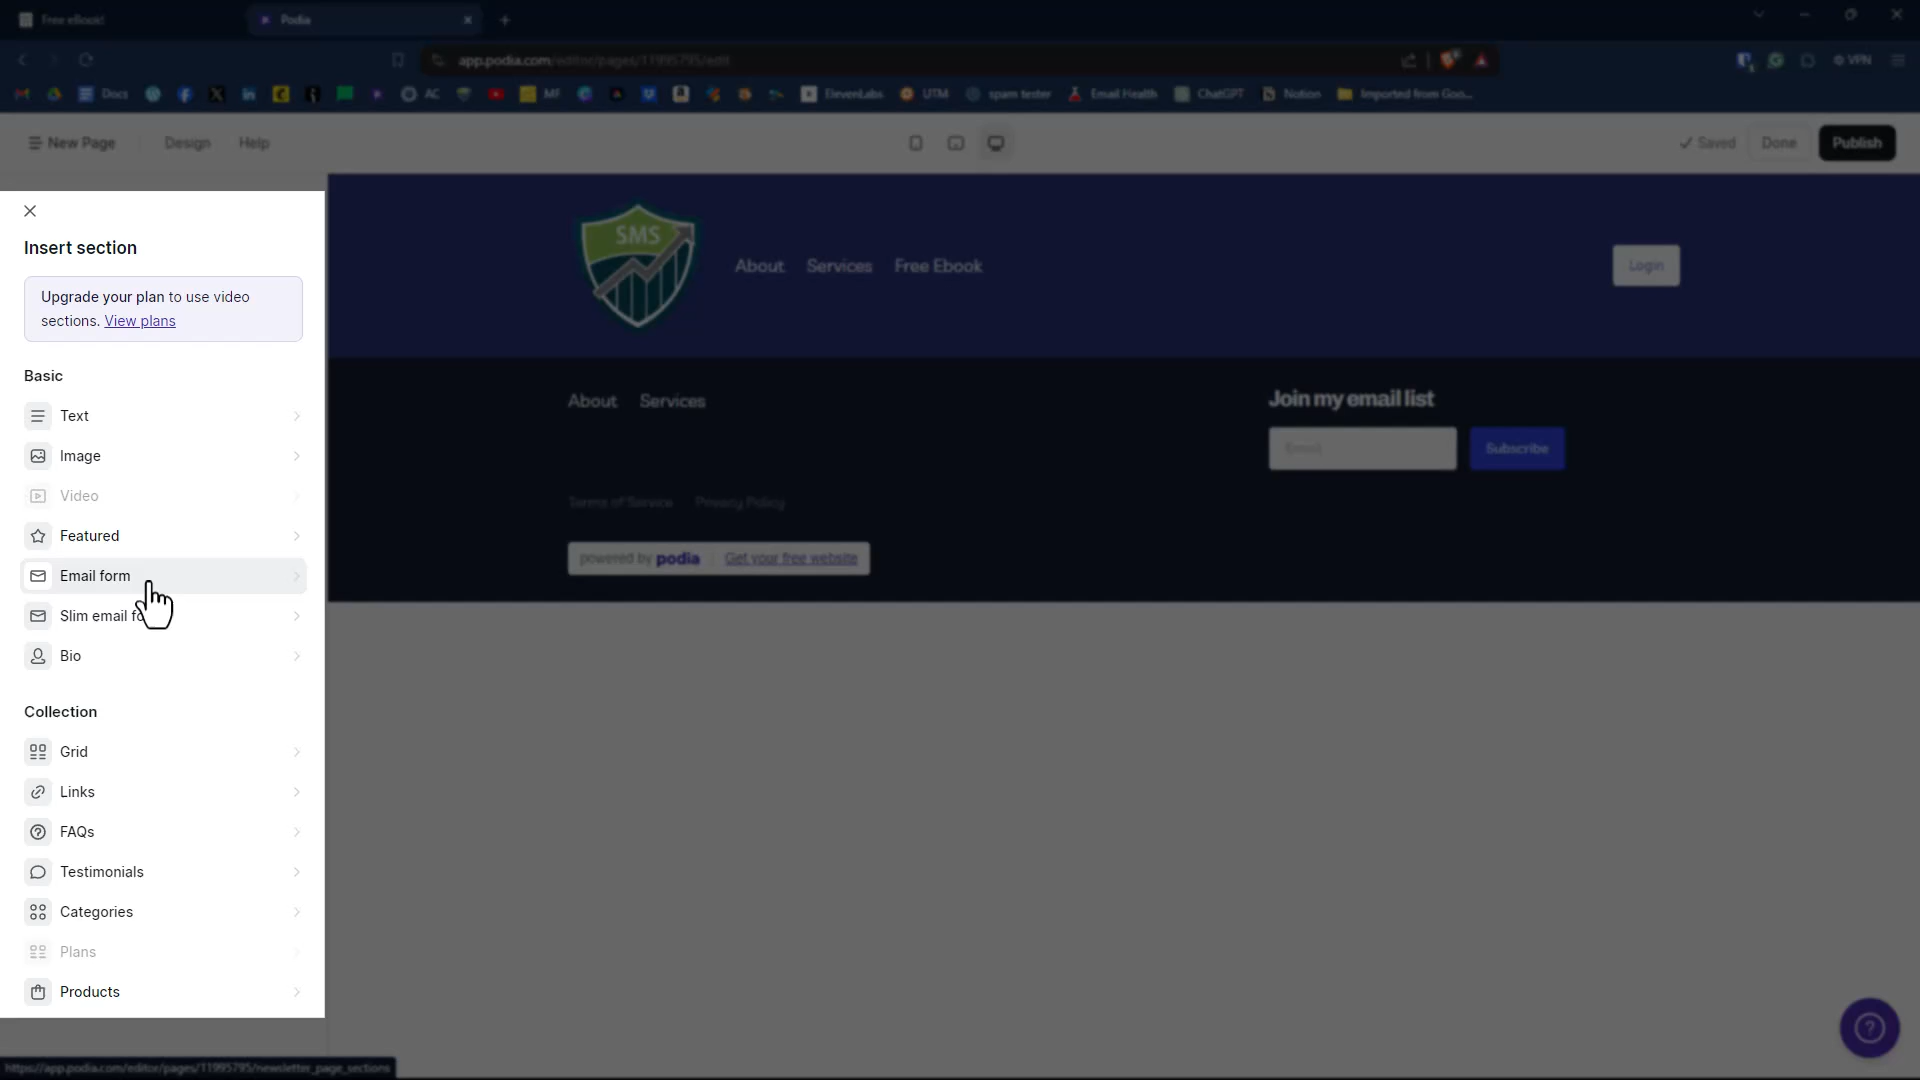 Free eBook!
Podia
app.podia.com/editor/pages/11995795/edit
VPN
Docs
AC
MF
ElevenLabs
UTM
spam tester
Email Health
ChatGPT
Notion
Imported from Goo...
New Page
Design
Help
Saved
Done
Publish
Insert section
Upgrade your plan to use video
sections. View plans
Basic
Text
Image
Video
Featured
Email form
Slim email fo
Bio
Collection
Grid
Links
FAQs
Testimonials
Categories
Plans
Products
SMS
About
Services
Free Ebook
Login
About
Services
Join my email list
Email
Subscribe
Terms of Service
Privacy Policy
powered by podia
Get your free website
https://app.podia.com/editor/pages/11995795/newsletter_page_sections